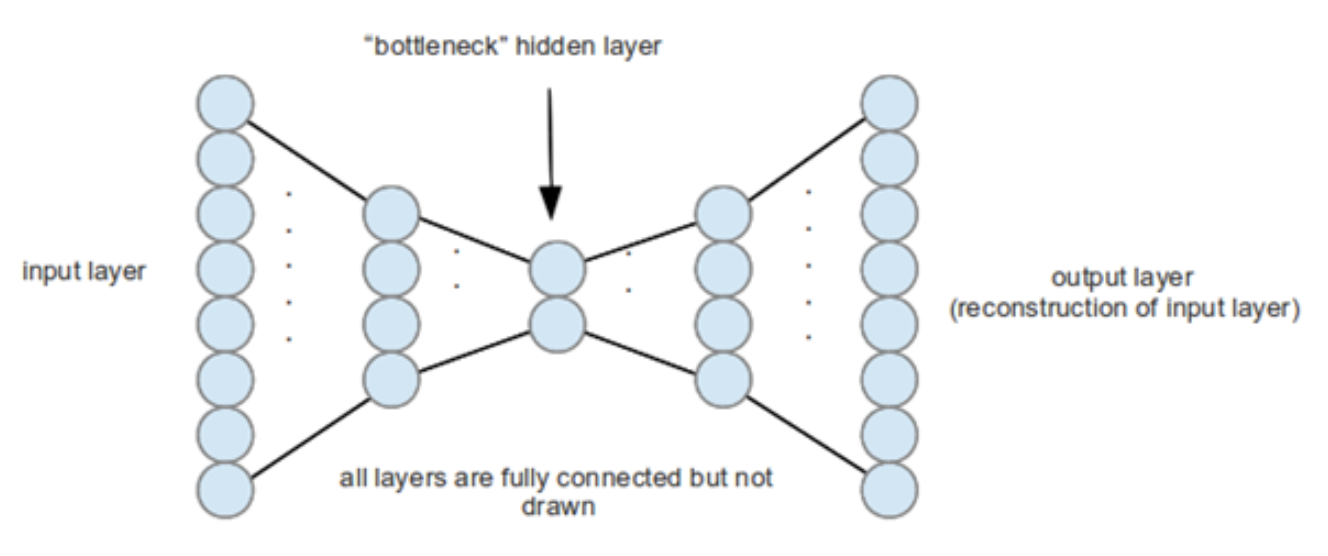 "bottleneck" hidden layer
input layer
output layer
(reconstruction of input layer)
all layers are fully connected but not
drawn